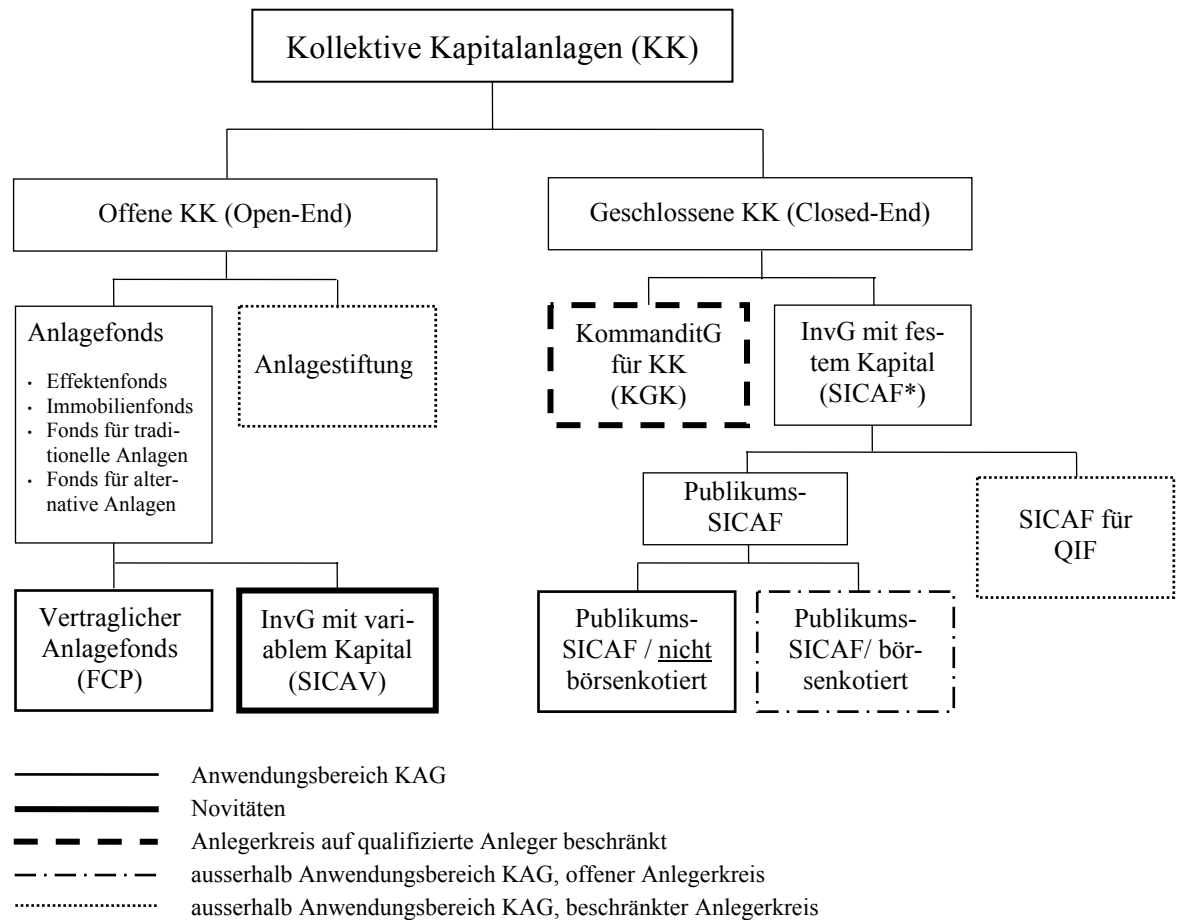 Kollektive Kapitalanlagen (KK)
Offene KK (Open-End)
Geschlossene KK (Closed-End)
Anlagefonds
· Effektenfonds
· Immobilienfonds
· Fonds für tradi-
tionelle Anlagen
· Fonds für alter-
native Anlagen
Anlagestiftung
KommanditG
für KK
(KGK)
InvG mit fes-
tem Kapital
(SICAF*)
Publikums-
SICAF
SICAF für
QIF
Vertraglicher
Anlagefonds
(FCP)
InvG mit vari-
ablem Kapital
(SICAV)
Publikums-
SICAF / nicht
börsenkotiert
Publikums-
SICAF/ bör-
senkotiert
Anwendungsbereich KAG
Novitäten
Anlegerkreis auf qualifizierte Anleger beschränkt
ausserhalb Anwendungsbereich KAG, offener Anlegerkreis
ausserhalb Anwendungsbereich KAG, beschränkter Anlegerkreis